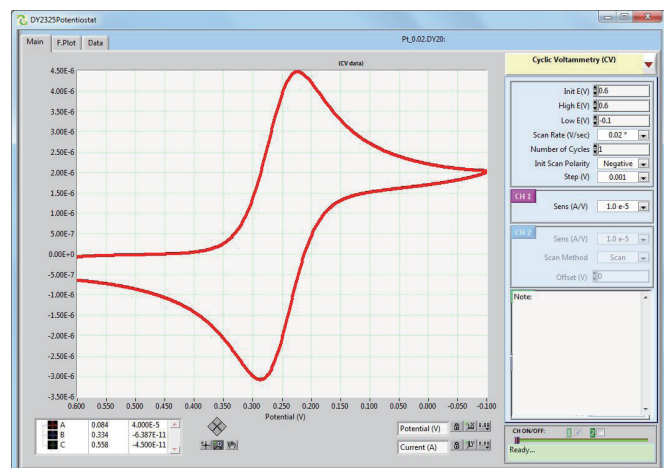 DY2325Potentiostat
Main F.Plot Data
Pt_0.02.DY20:
(CV data)
4.50E-6
4.00E-6
3.50E-6
3.00E-6
2.50E-6
2.00E-6
1.50E-6
1.00E-6
5.00E-7
0.00E+0
-5.00E-7
-1.00E-6
-1.50E-6
-2.00E-6
-2.50E-6
-3.00E-6
-3.50E-6
0.600 0.550 0.500 0.450 0.400 0.350 0.300 0.250 0.200 0.150 0.100 0.050 0.000 -0.050 -0.100
Potential (V)
A 0.084 4.000E-5
B 0.334 -6.387E-11
C 0.558 -4.500E-11
Potential (V)
Current (A)
Cyclic Voltammetry (CV)
Init E(V) 0.6
High E(V) 0.6
Low E(V) -0.1
Scan Rate (V/sec) 0.02 *
Number of Cycles 1
Init Scan Polarity Negative
Step (V) 0.001
CH 1
Sens (A/V) 1.0 e-5
CH 2
Sens (A/V) 1.0 e-5
Scan Method Scan
Offset (V) 0
Note:
CH ON/OFF: 1 2
Ready...